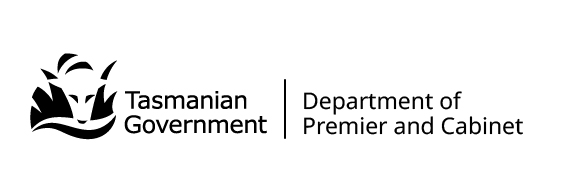 Tasmanian
Government
Department of
Premier and Cabinet